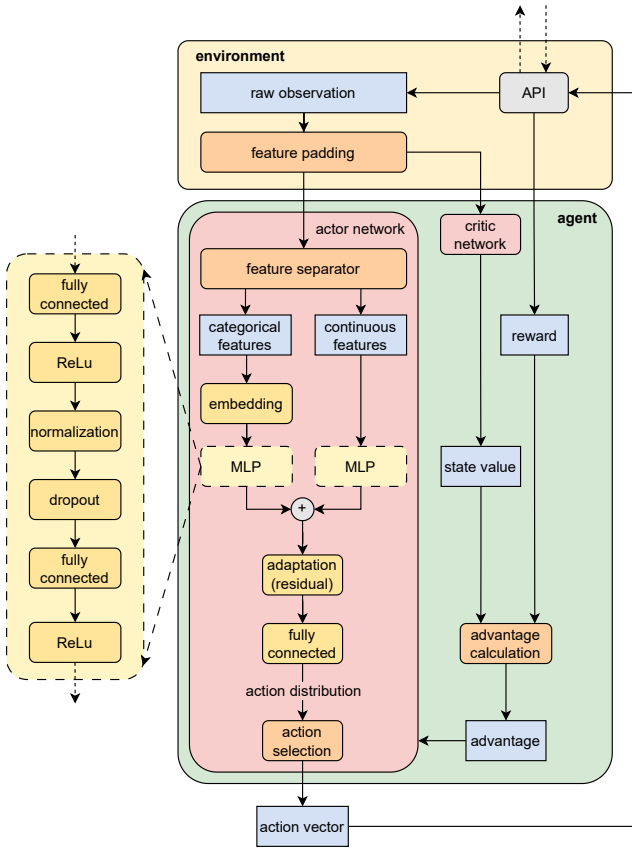 environment
raw observation
API
feature padding
agent
actor network
critic
network
feature separator
categorical
features
continuous
features
reward
embedding
MLP
MLP
state value
+
adaptation
(residual)
fully
connected
advantage
calculation
action distribution
action
selection
advantage
action vector
fully
connected
ReLu
normalization
dropout
fully
connected
ReLu